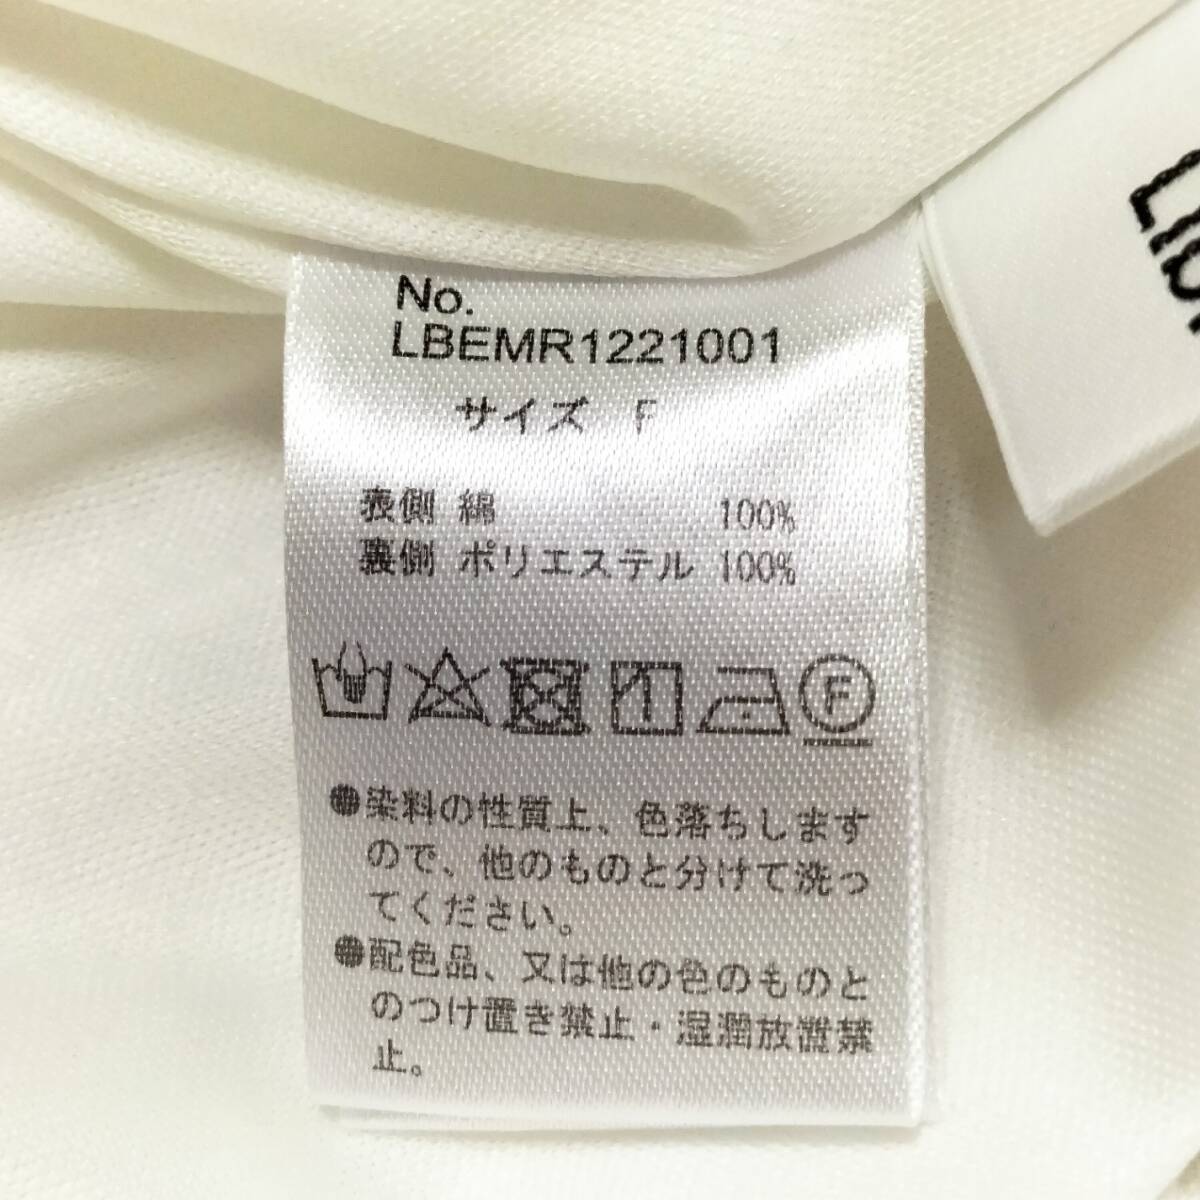 No.
LBEMR1221001
サイズ F
表側 綿 100%
裏側 ポリエステル 100%
F
●染料の性質上、色落ちします
ので、他のものと分けて洗っ
てください。
●配色品、又は他の色のものと
のつけ置き禁止・湿潤放置禁
止。